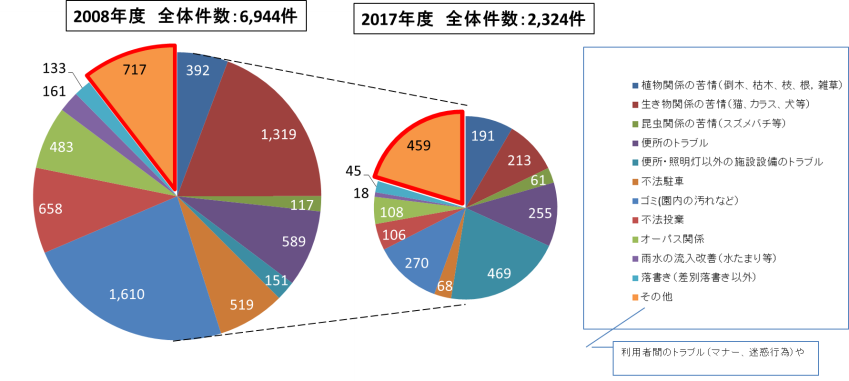 2008年度　全体件数：6,944件
2017年度　全体件数：2,324件
717
392
133
161
1,319
483
117
658
589
151
1,610
519
459
191
45
213
18
61
108
255
106
270
469
68
植物関係の苦情（倒木、枯木、枝、根，雑草）
生き物関係の苦情（猫、カラス、犬等）
昆虫関係の苦情（スズメバチ等）
便所のトラブル
便所・照明灯以外の施設設備のトラブル
不法駐車
ゴミ(園内の汚れなど）
不法投棄
オーパス関係
雨水の流入改善（水たまり等）
落書き（差別落書き以外）
その他
利用者間のトラブル（マナー、迷惑行為）や